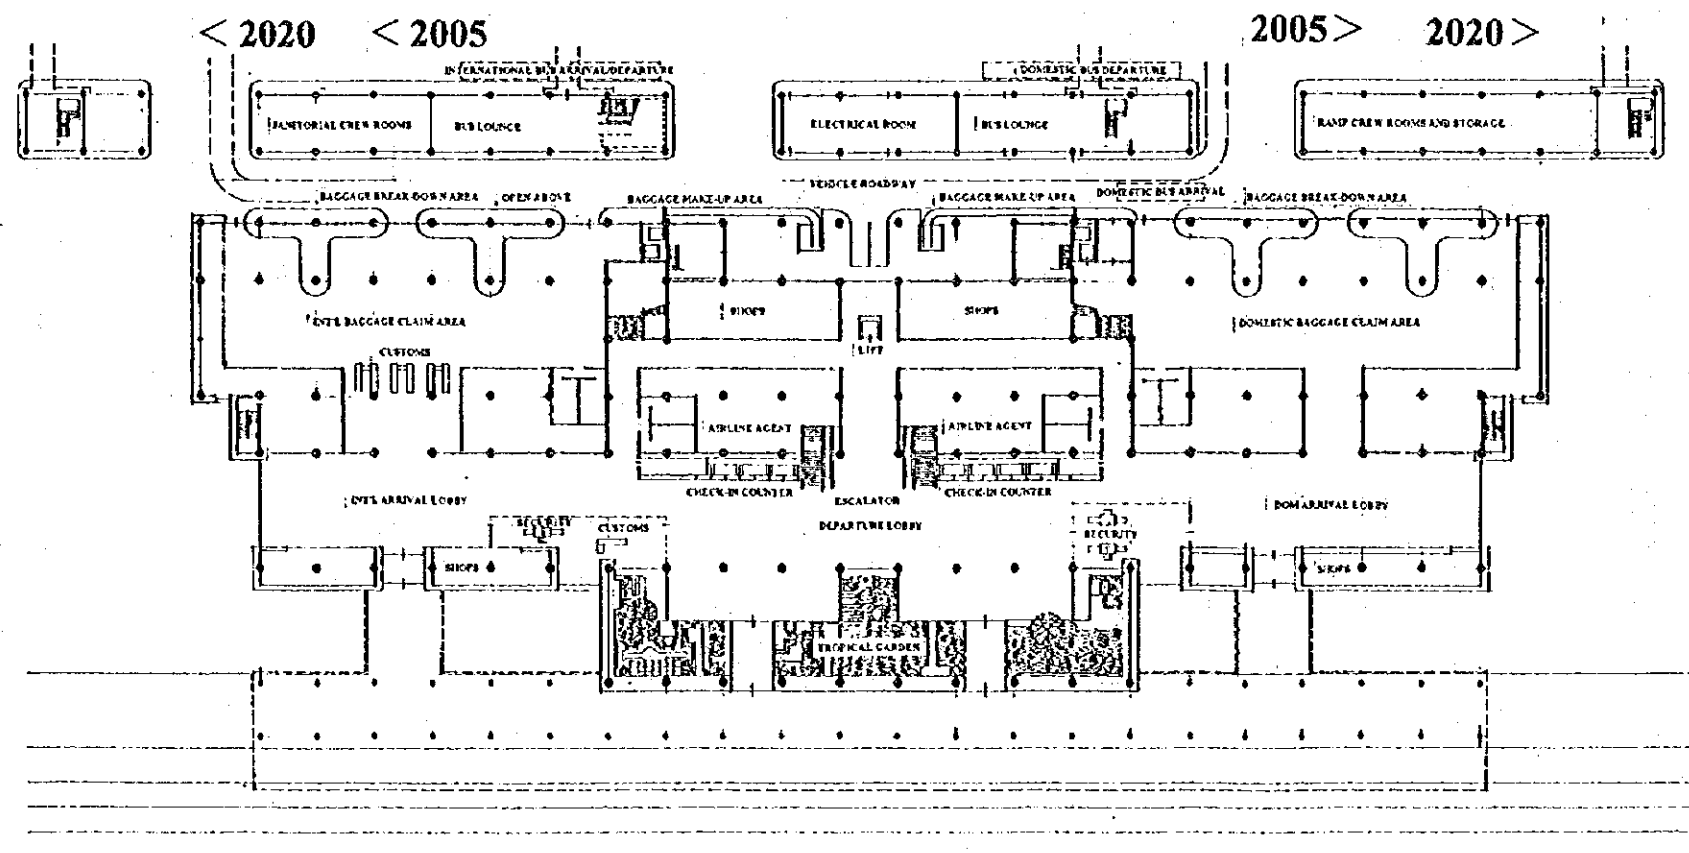 < 2020
< 2005
2005 >
2020 >
INTERNATIONAL BUS ARRIVAL/DEPARTURE
DOMESTIC BUS DEPARTURE
JANITORIAL CREW ROOMS
BUS LOUNGE
ELECTRICAL ROOM
BUS LOUNGE
RAMP CREW ROOMS AND STORAGE
VEHICLE ROADWAY
BAGGAGE BREAK-DOWN AREA
OPEN ABOVE
BAGGAGE MAKE-UP AREA
BAGGAGE MAKE-UP AREA
DOMESTIC BUS ARRIVAL
BAGGAGE BREAK-DOWN AREA
SHOPS
SHOPS
INT'L BAGGAGE CLAIM AREA
DOMESTIC BAGGAGE CLAIM AREA
CUSTOMS
LIFT
AIRLINE AGENT
AIRLINE AGENT
CHECK-IN COUNTER
CHECK-IN COUNTER
INT'L ARRIVAL LOBBY
ESCALATOR
DOM ARRIVAL LOBBY
SECURITY
CUSTOMS
DEPARTURE LOBBY
SECURITY
SHOPS
SHOPS
TROPICAL GARDEN